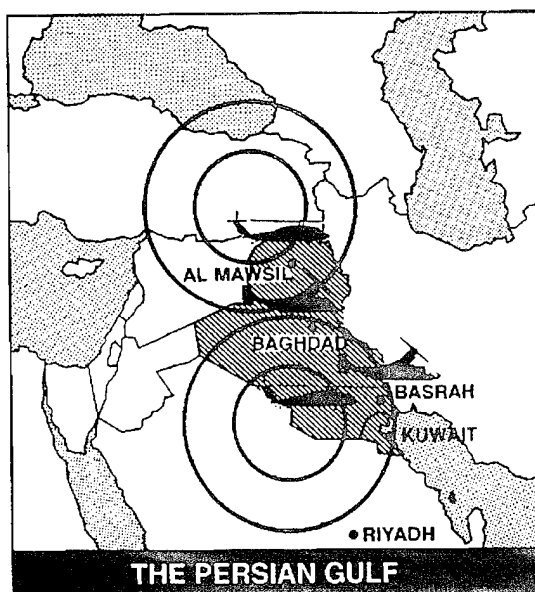 AL MAWSIL
BAGHDAD
BASRAH
KUWAIT
RIYADH
THE PERSIAN GULF